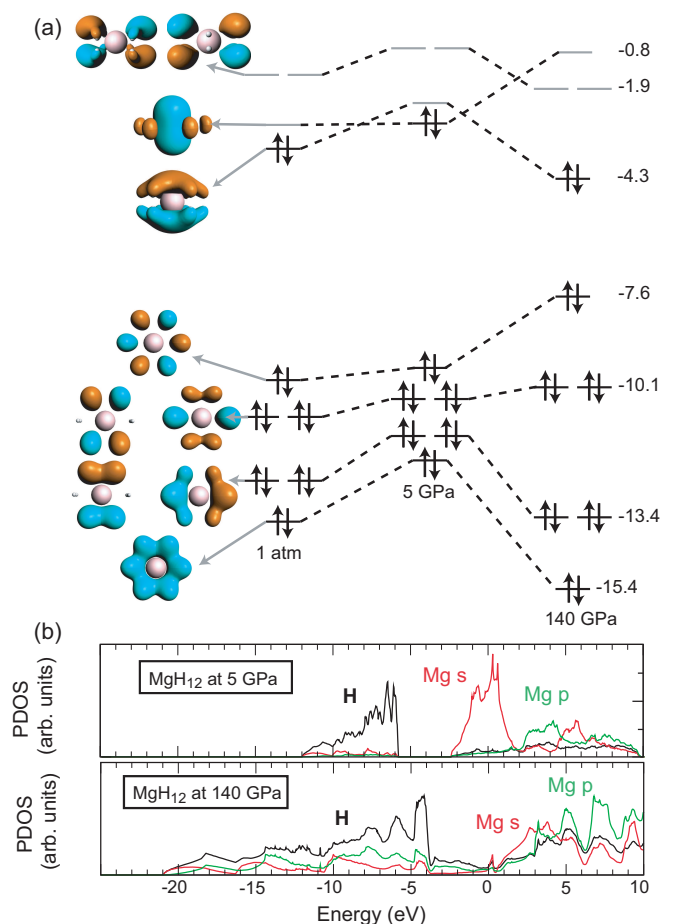 (a)
-0.8
-1.9
-4.3
-7.6
-10.1
5 GPa
-13.4
1 atm
-15.4
140 GPa
(b)
MgH12 at 5 GPa
H
Mg s
Mg p
PDOS
(arb. units)
MgH12 at 140 GPa
H
Mg s
Mg p
PDOS
(arb. units)
-20 -15 -10 -5 0 5 10
Energy (eV)